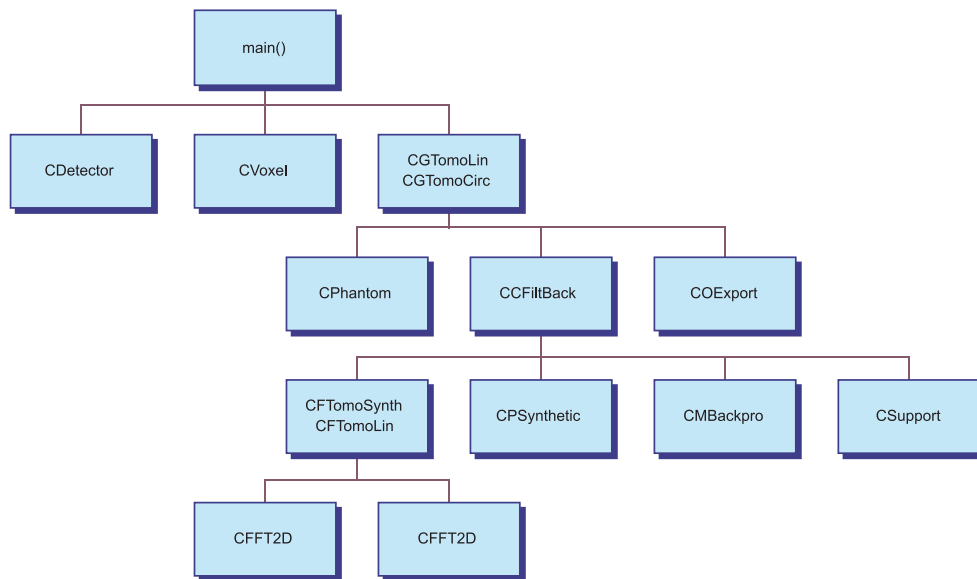 main()
CDetector
CVoxel
CGTomoLin
CGTomoCirc
CPhantom
CCFiltBack
COExport
CFTomoSynth
CFTomoLin
CPSynthetic
CMBackpro
CSupport
CFFT2D
CFFT2D